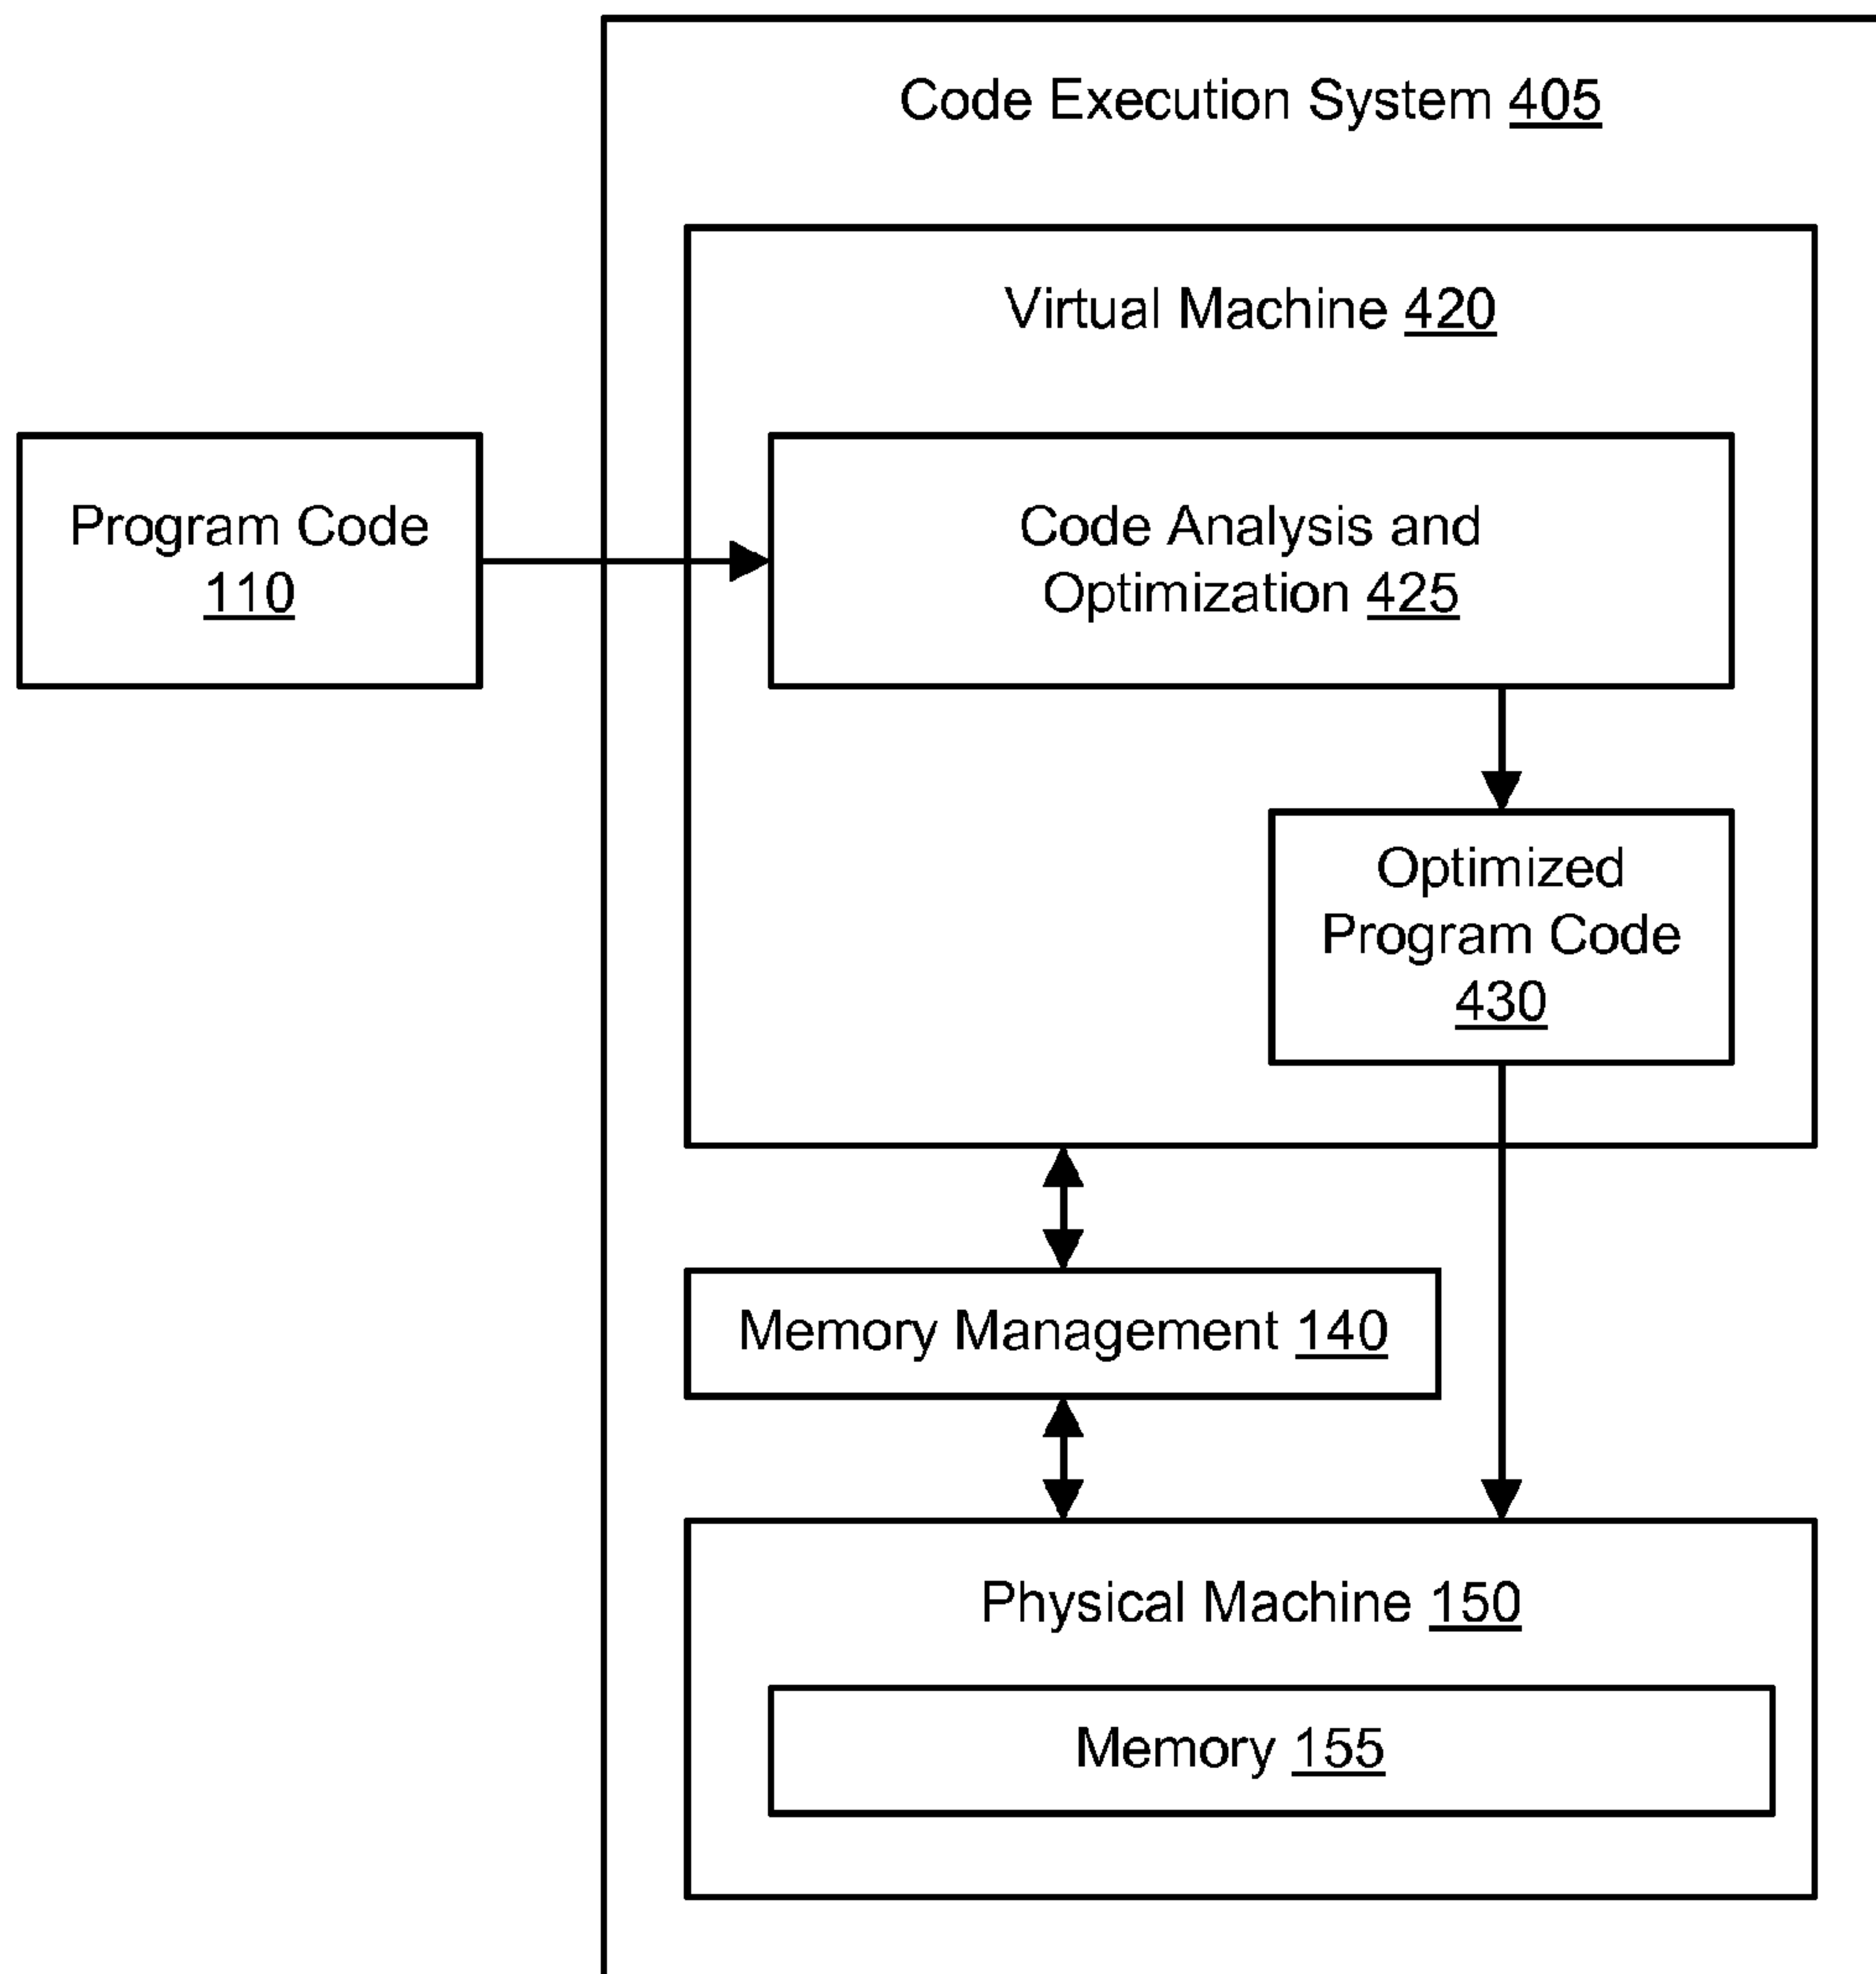 Code Execution System 405
Virtual Machine 420
Program Code
110
Code Analysis and
Optimization 425
Optimized
Program Code
430
Memory Management 140
Physical Machine 150
Memory 155